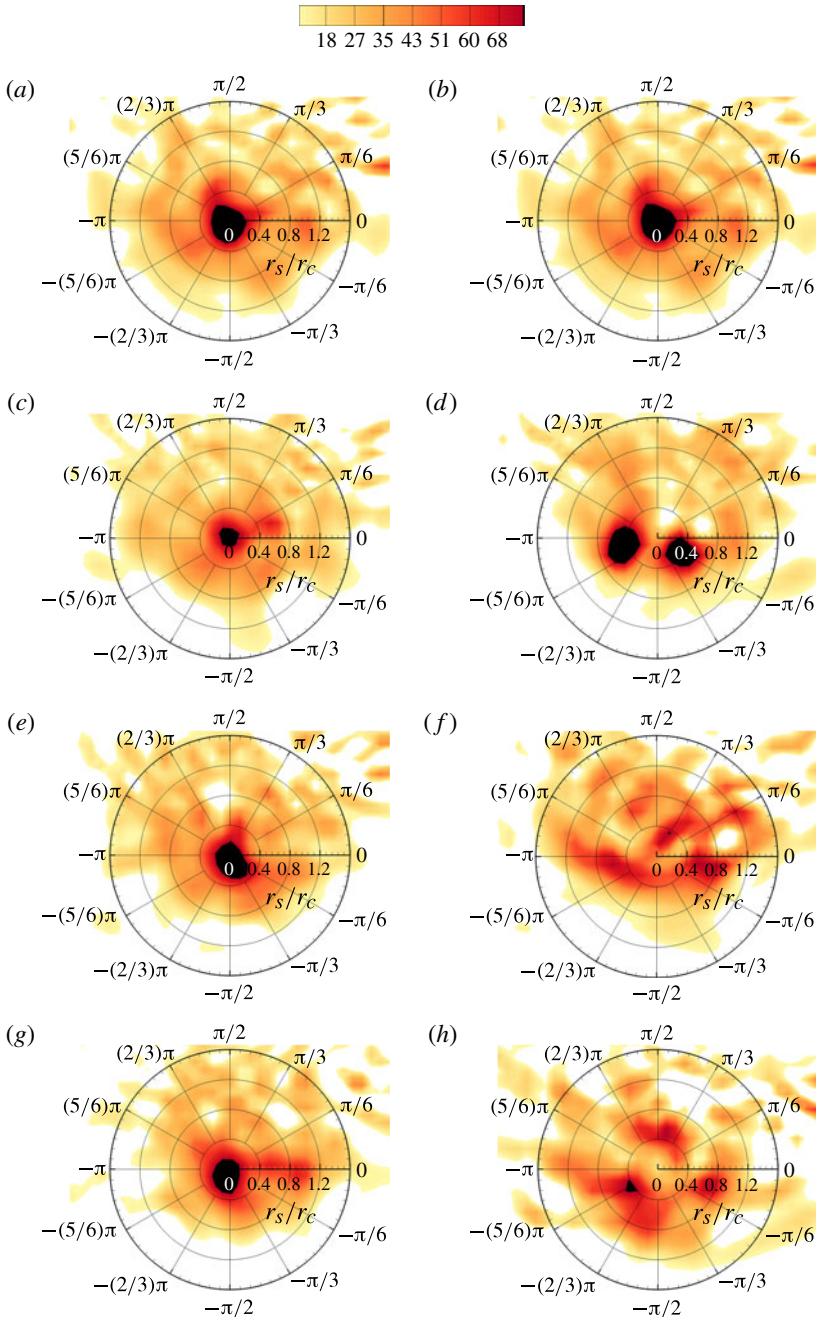 18 27 35 43 51 60 68
(a) (b)
π/2 π/2
(2/3)π π/3 (2/3)π π/3
(5/6)π π/6 (5/6)π π/6
−π 0 0.4 0.8 1.2 0 −π 0 0.4 0.8 1.2 0
r_s/r_c r_s/r_c
−(5/6)π −π/6 −(5/6)π −π/6
−(2/3)π −π/3 −(2/3)π −π/3
−π/2 −π/2
(c) (d)
π/2 π/2
(2/3)π π/3 (2/3)π π/3
(5/6)π π/6 (5/6)π π/6
−π 0 0.4 0.8 1.2 0 −π 0 0.4 0.8 1.2 0
r_s/r_c r_s/r_c
−(5/6)π −π/6 −(5/6)π −π/6
−(2/3)π −π/3 −(2/3)π −π/3
−π/2 −π/2
(e) (f)
π/2 π/2
(2/3)π π/3 (2/3)π π/3
(5/6)π π/6 (5/6)π π/6
−π 0 0.4 0.8 1.2 0 −π 0 0.4 0.8 1.2 0
r_s/r_c r_s/r_c
−(5/6)π −π/6 −(5/6)π −π/6
−(2/3)π −π/3 −(2/3)π −π/3
−π/2 −π/2
(g) (h)
π/2 π/2
(2/3)π π/3 (2/3)π π/3
(5/6)π π/6 (5/6)π π/6
−π 0 0.4 0.8 1.2 0 −π 0 0.4 0.8 1.2 0
r_s/r_c r_s/r_c
−(5/6)π −π/6 −(5/6)π −π/6
−(2/3)π −π/3 −(2/3)π −π/3
−π/2 −π/2